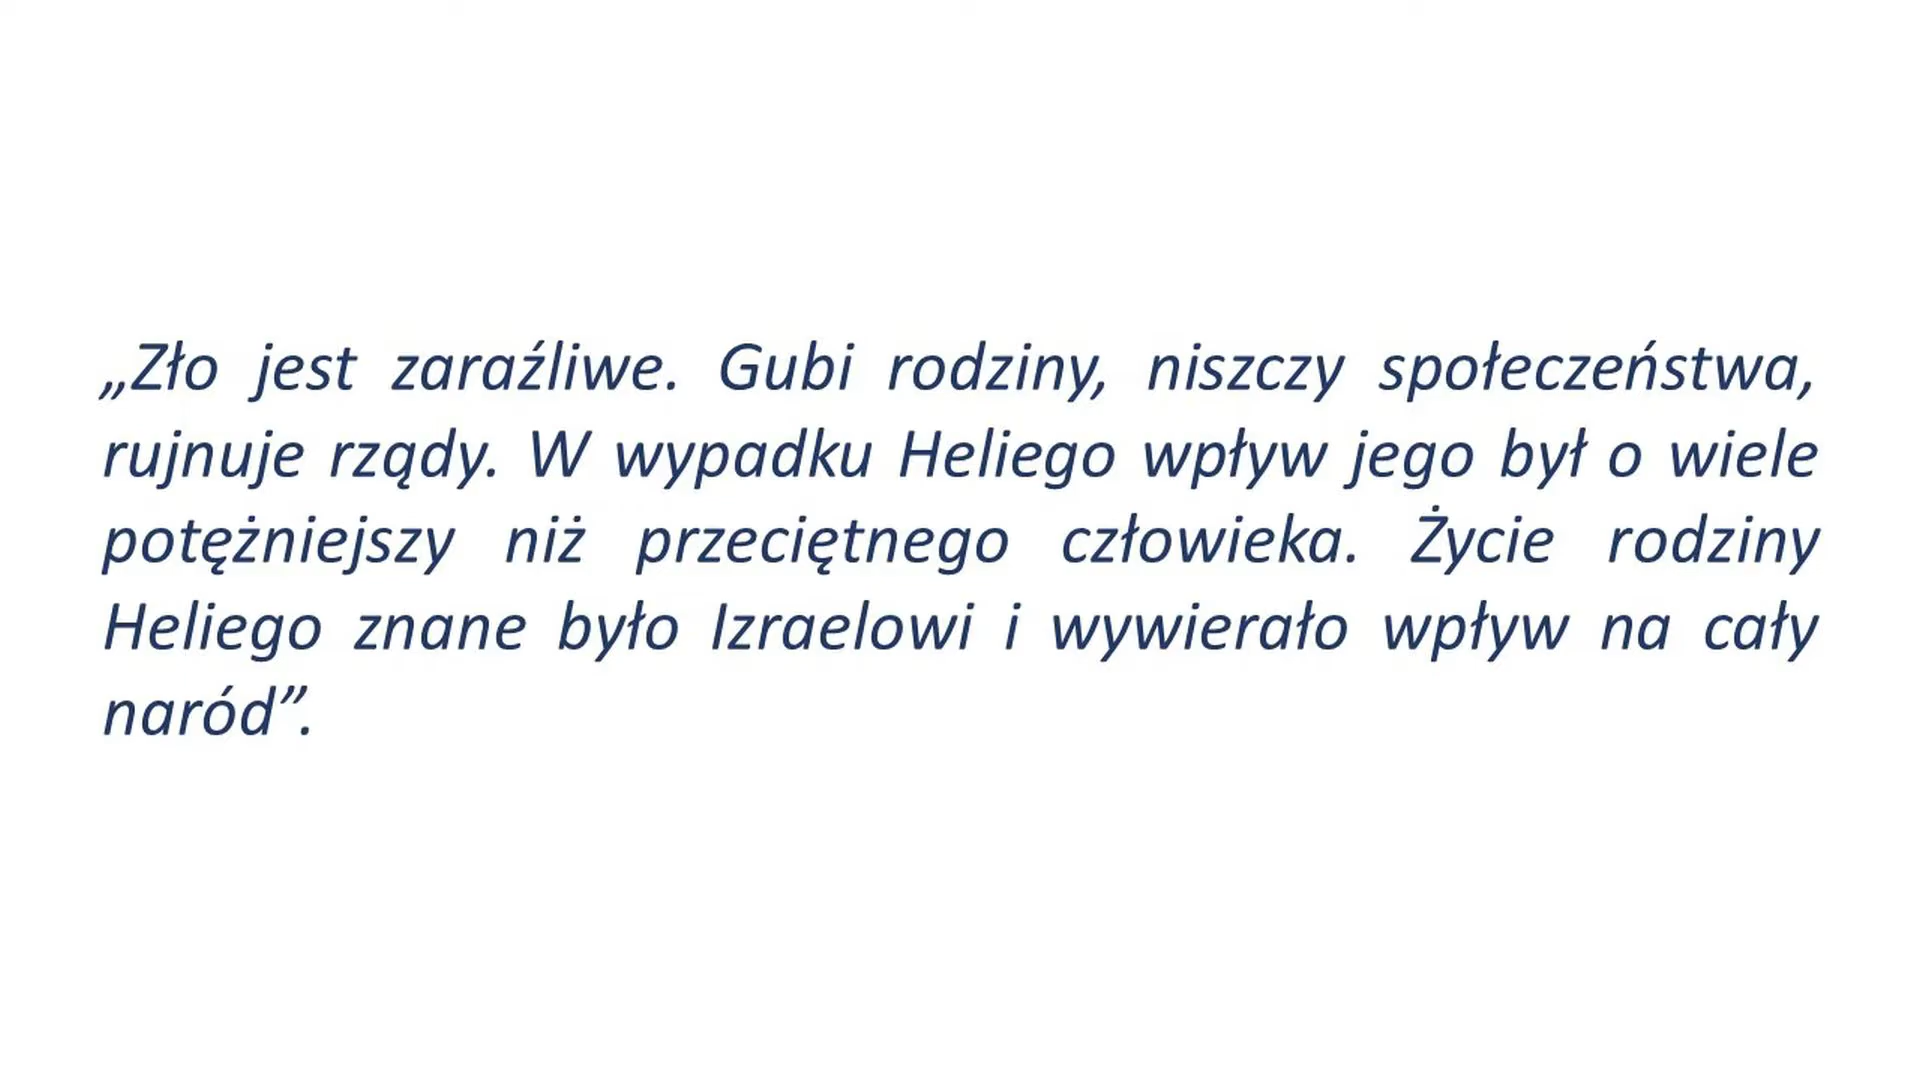 „Zło jest zaraźliwe. Gubi rodziny, niszczy społeczeństwa,
rujnuje rządy. W wypadku Heliego wpływ jego był o wiele
potężniejszy niż przeciętnego człowieka. Życie rodziny
Heliego znane było Izraelowi i wywierało wpływ na cały
naród”.